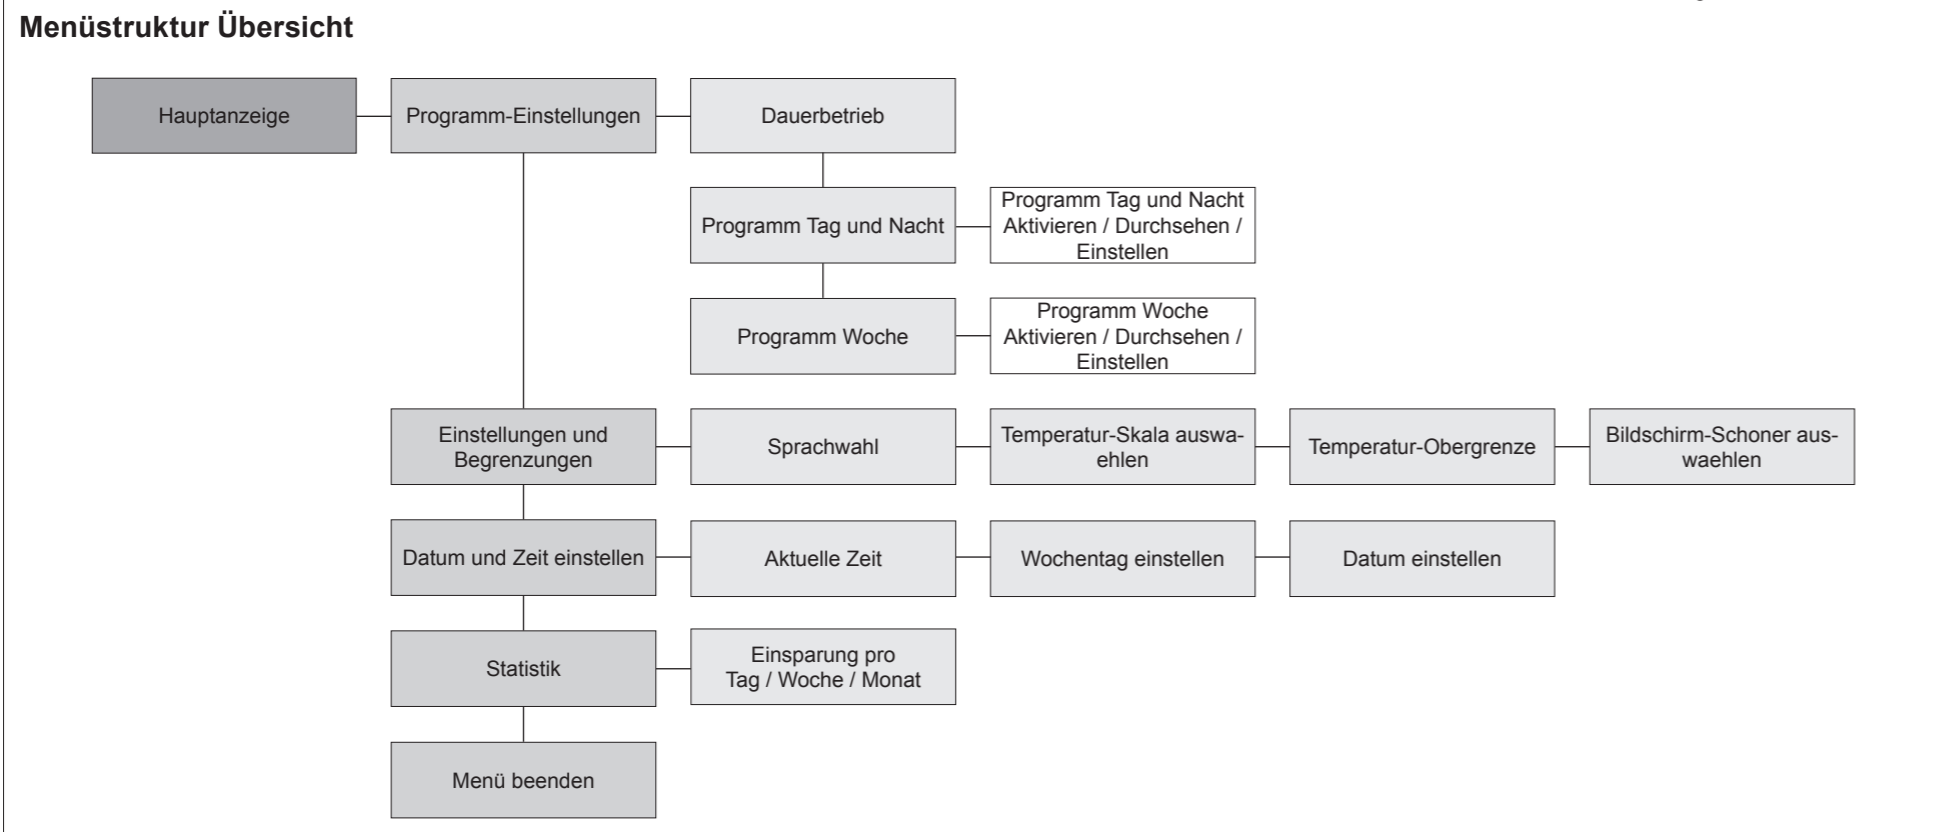 Menüstruktur Übersicht
Hauptanzeige
Programm-Einstellungen
Dauerbetrieb
Programm Tag und Nacht
Programm Tag und Nacht
Aktivieren / Durchsehen /
Einstellen
Programm Woche
Programm Woche
Aktivieren / Durchsehen /
Einstellen
Einstellungen und
Begrenzungen
Sprachwahl
Temperatur-Skala auswa-
ehlen
Temperatur-Obergrenze
Bildschirm-Schoner aus-
waehlen
Datum und Zeit einstellen
Aktuelle Zeit
Wochentag einstellen
Datum einstellen
Statistik
Einsparung pro
Tag / Woche / Monat
Menü beenden